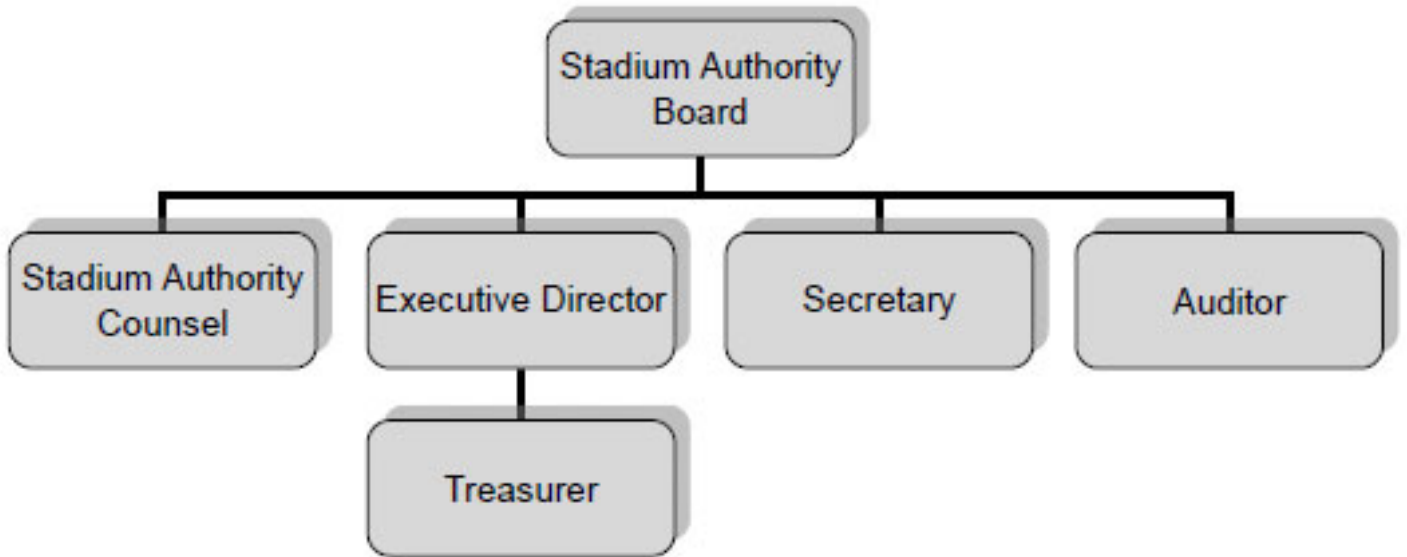 Stadium Authority
Board
Stadium Authority
Counsel
Executive Director
Secretary
Auditor
Treasurer